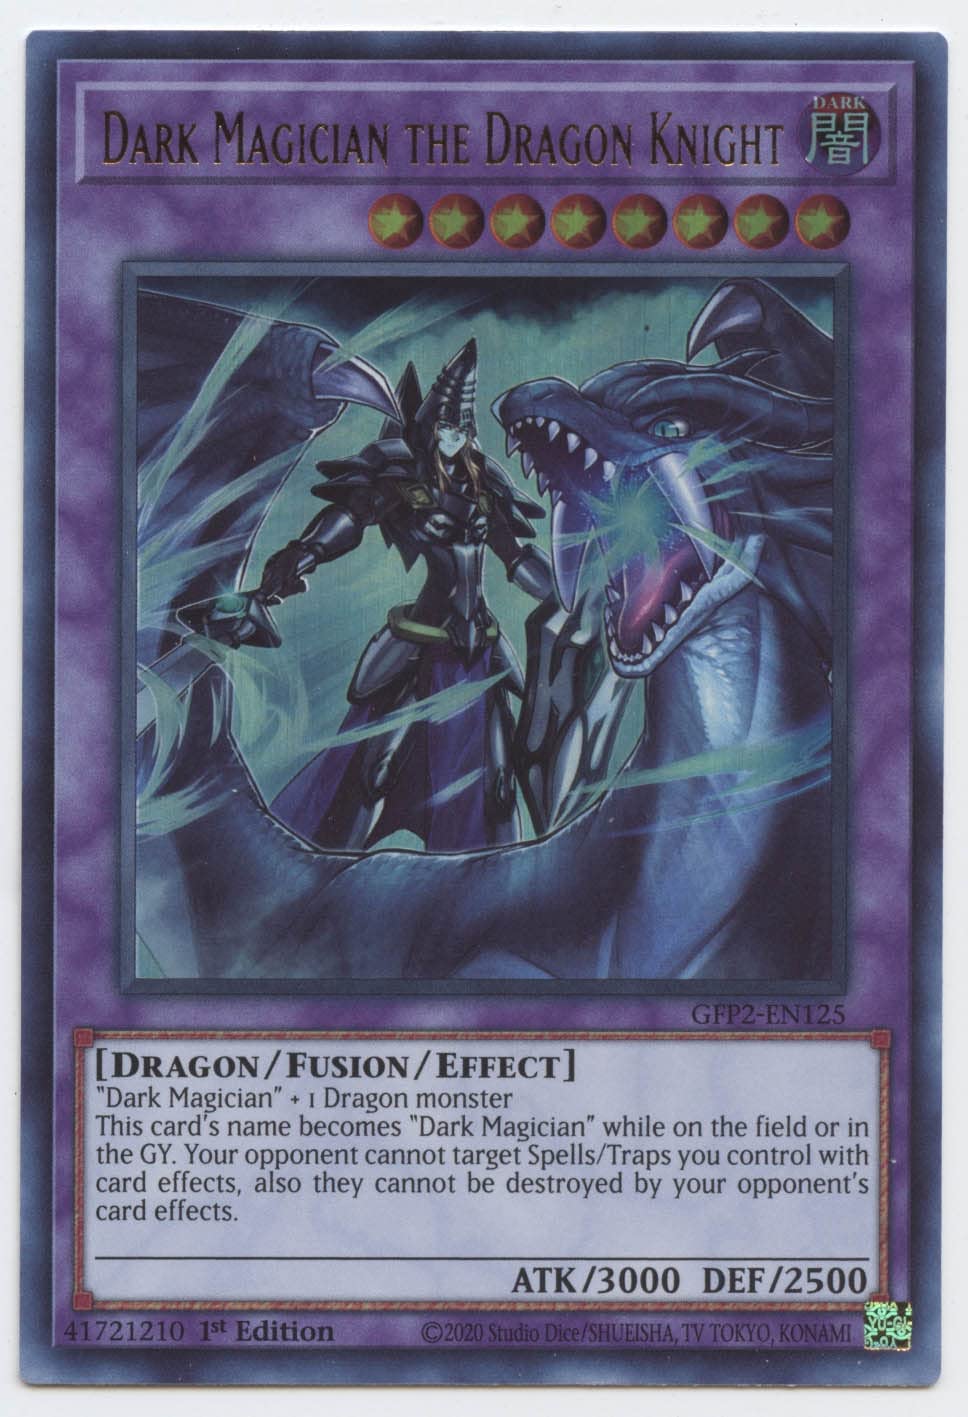 DARK MAGICIAN THE DRAGON KNIGHT
DARK
闇
GFP2-EN125
[DRAGON/FUSION/EFFECT]
"Dark Magician" + 1 Dragon monster
This card's name becomes "Dark Magician" while on the field or in
the GY. Your opponent cannot target Spells/Traps you control with
card effects, also they cannot be destroyed by your opponent's
card effects.
ATK/3000 DEF/2500
41721210 1st Edition
©2020 Studio Dice/SHUEISHA, TV TOKYO, KONAMI